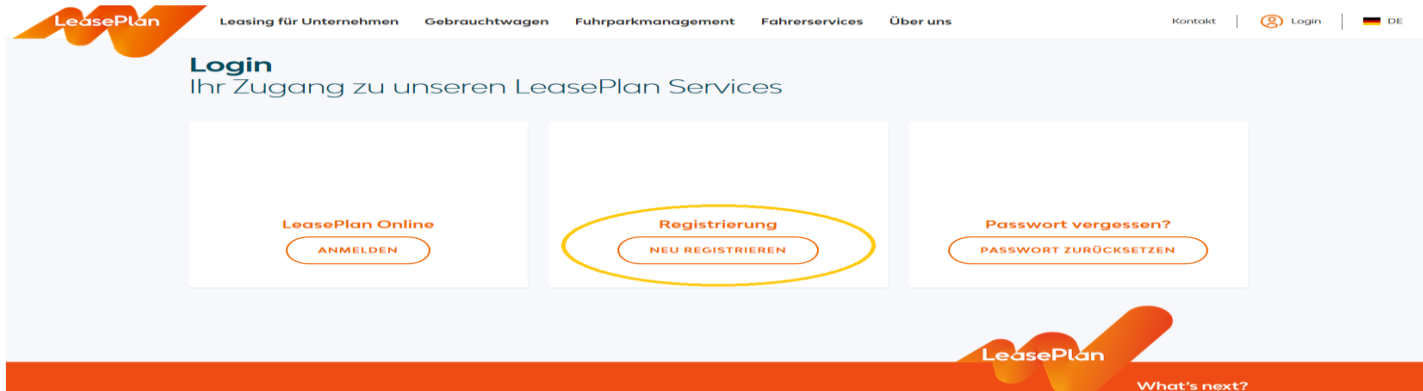 LeasePlan
Leasing für Unternehmen Gebrauchtwagen Fuhrparkmanagement Fahrerservices Über uns Kontakt Login DE
Login
Ihr Zugang zu unseren LeasePlan Services
LeasePlan Online
ANMELDEN
Registrierung
NEU REGISTRIEREN
Passwort vergessen?
PASSWORT ZURÜCKSETZEN
LeasePlan
What's next?